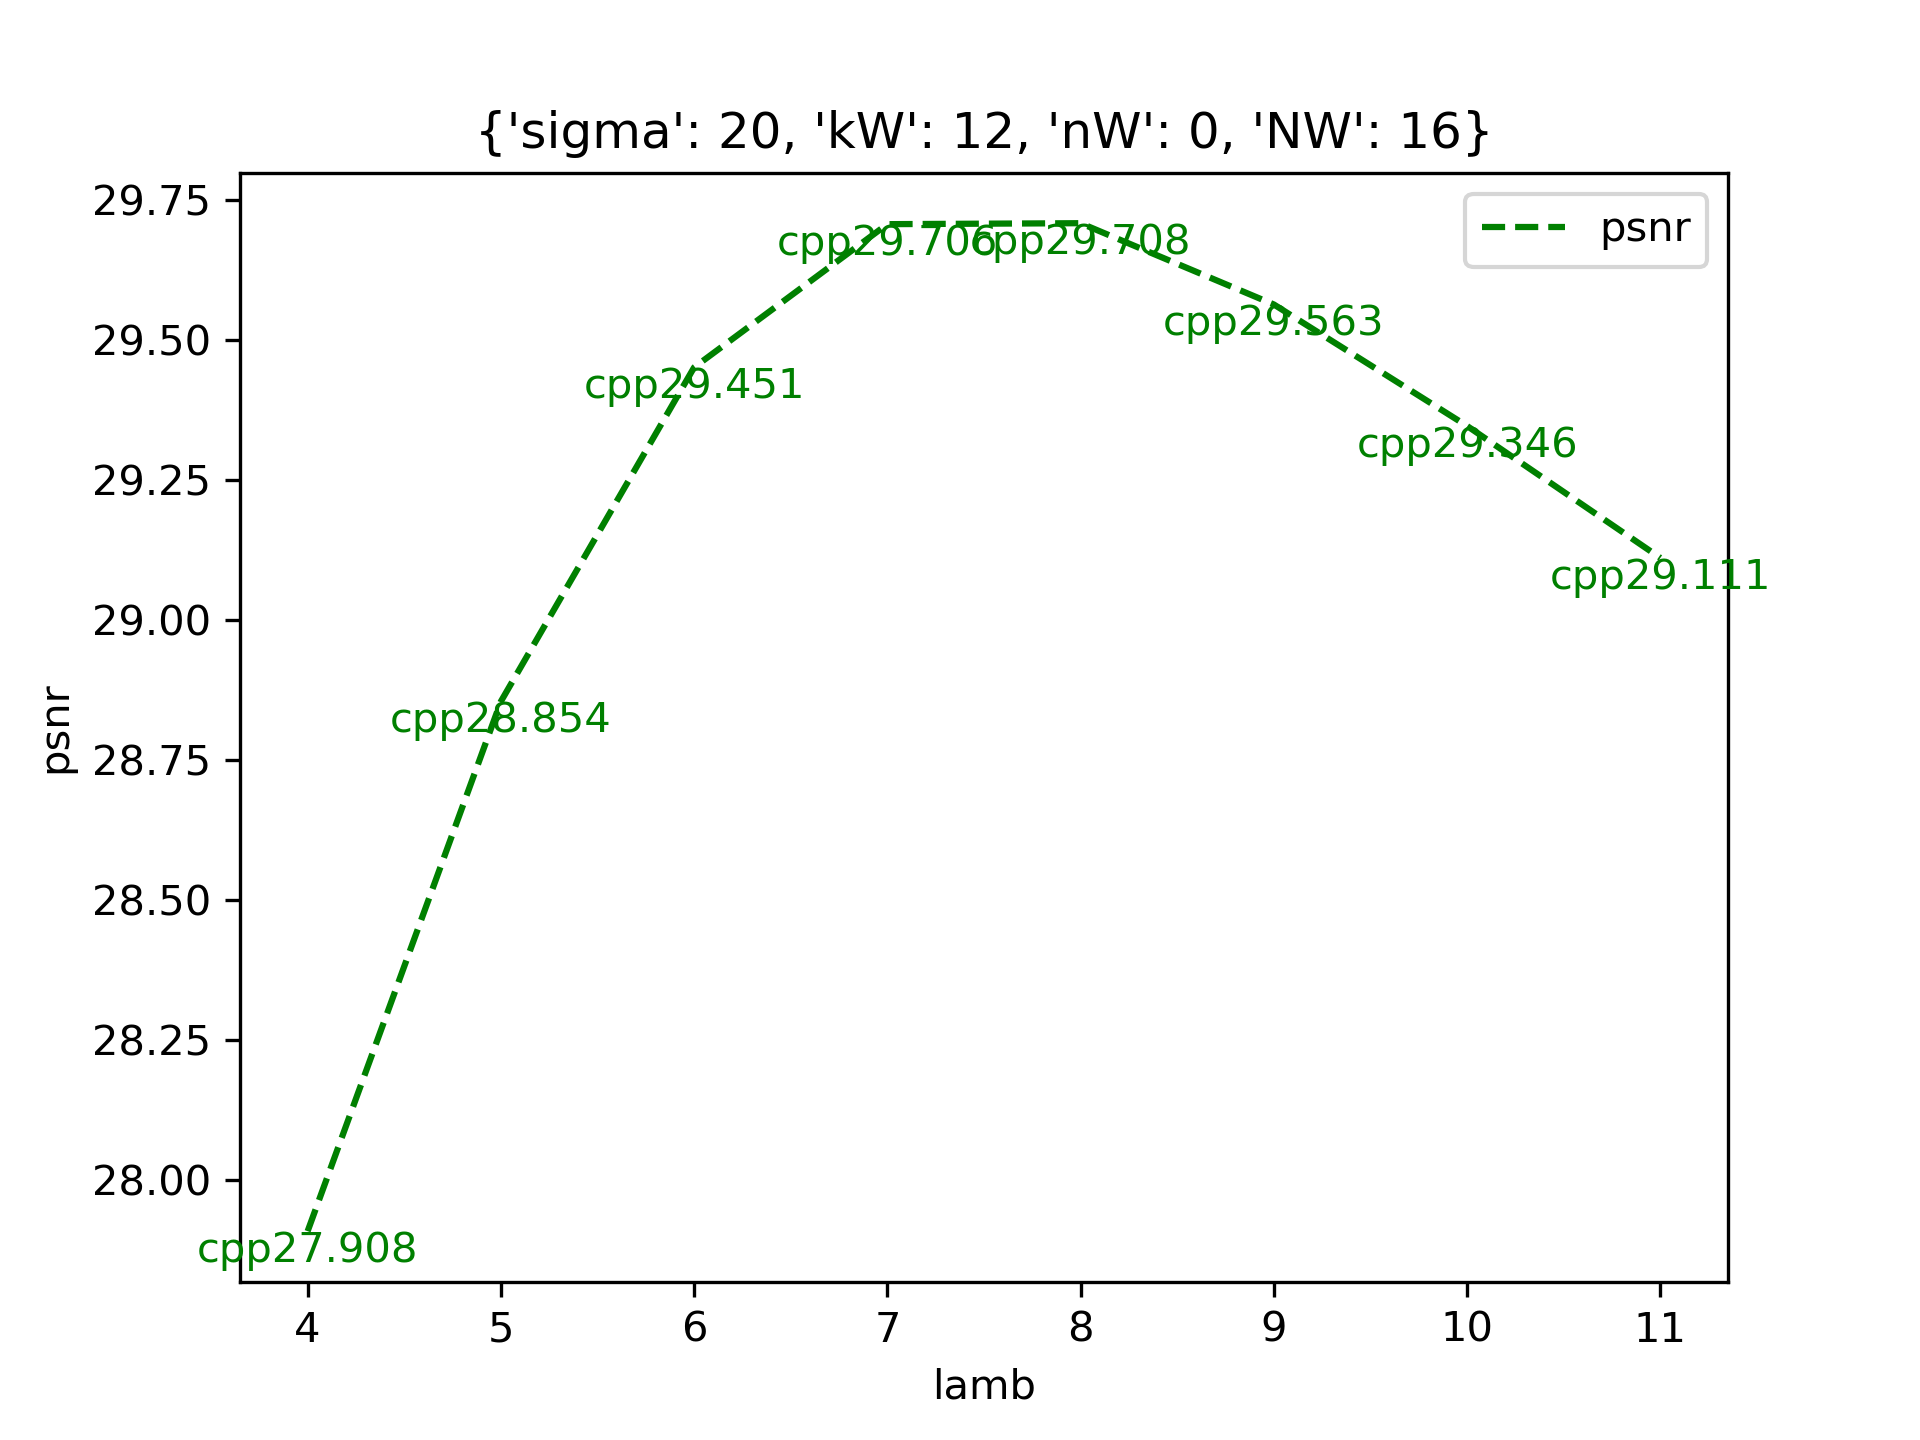 {'sigma': 20, 'kW': 12, 'nW': 0, 'NW': 16}
psnr
29.75
29.50
29.25
29.00
28.75
28.50
28.25
28.00
psnr
cpp27.908
cpp28.854
cpp29.451
cpp29.706
cpp29.708
cpp29.563
cpp29.346
cpp29.111
4 5 6 7 8 9 10 11
lamb